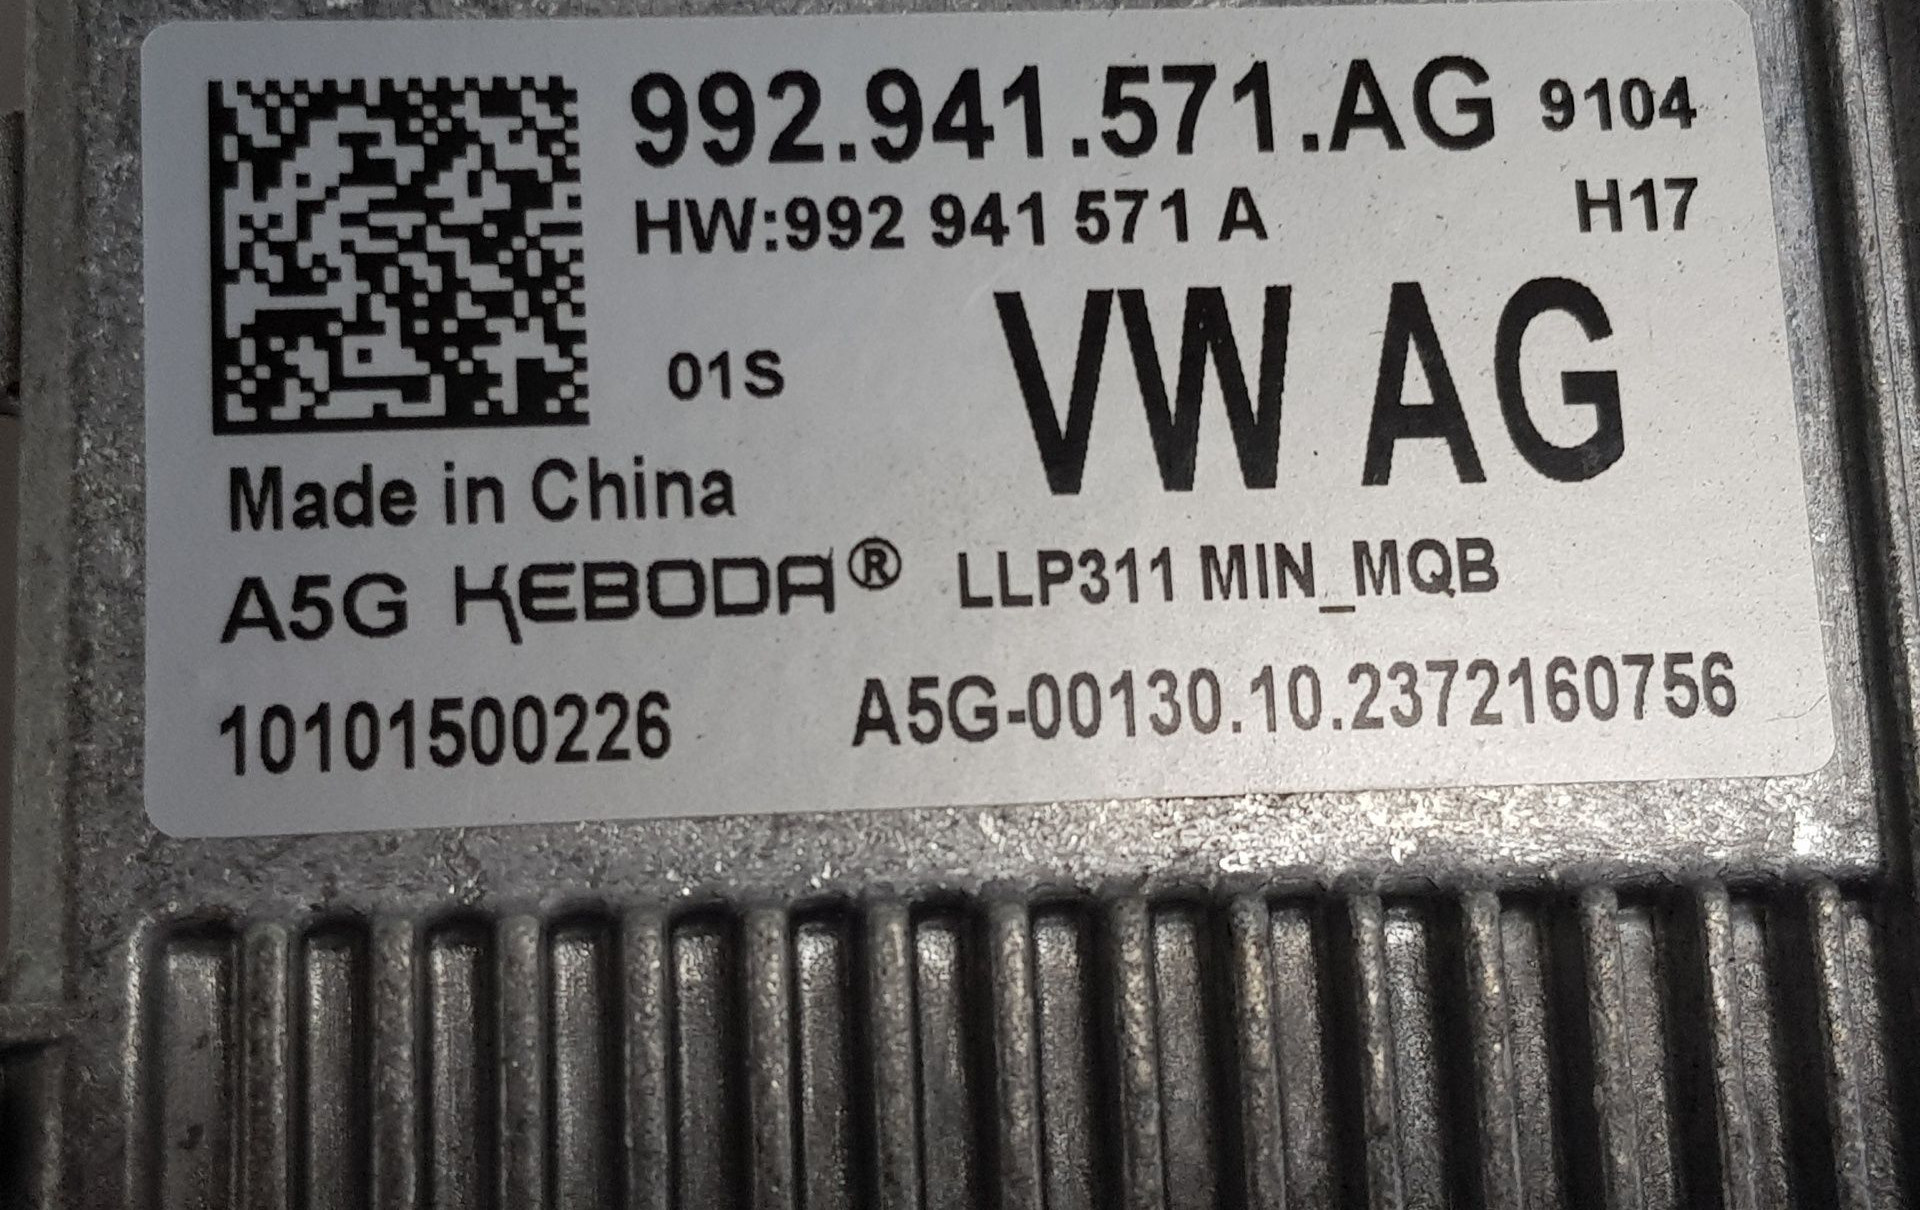 992.941.571.AG 9104
HW:992 941 571 A H17
01S VW AG
Made in China
A5G KEBODA® LLP311 MIN_MQB
10101500226 A5G-00130.10.2372160756